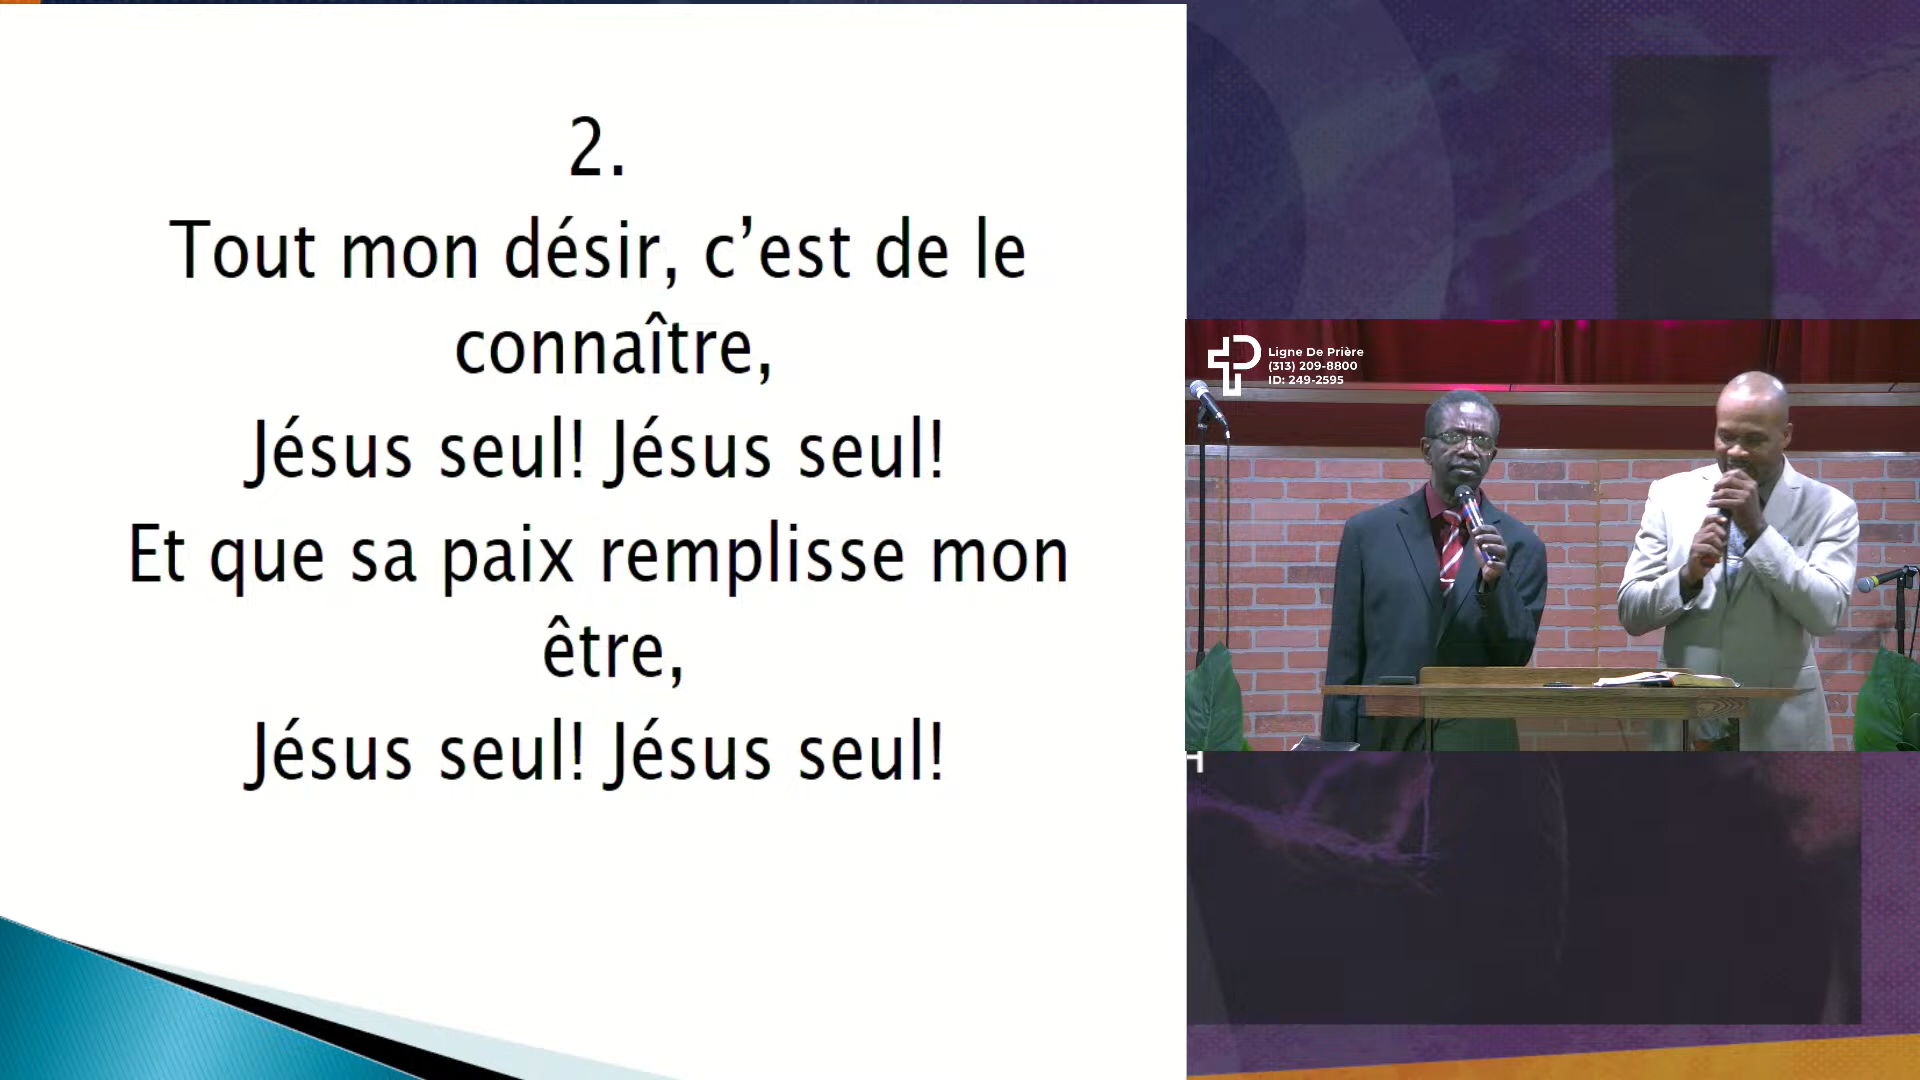 2.
Tout mon désir, c’est de le
connaître,
Jésus seul! Jésus seul!
Et que sa paix remplisse mon
être,
Jésus seul! Jésus seul!
Ligne De Prière
(313) 209-8800
ID: 249-2595
H